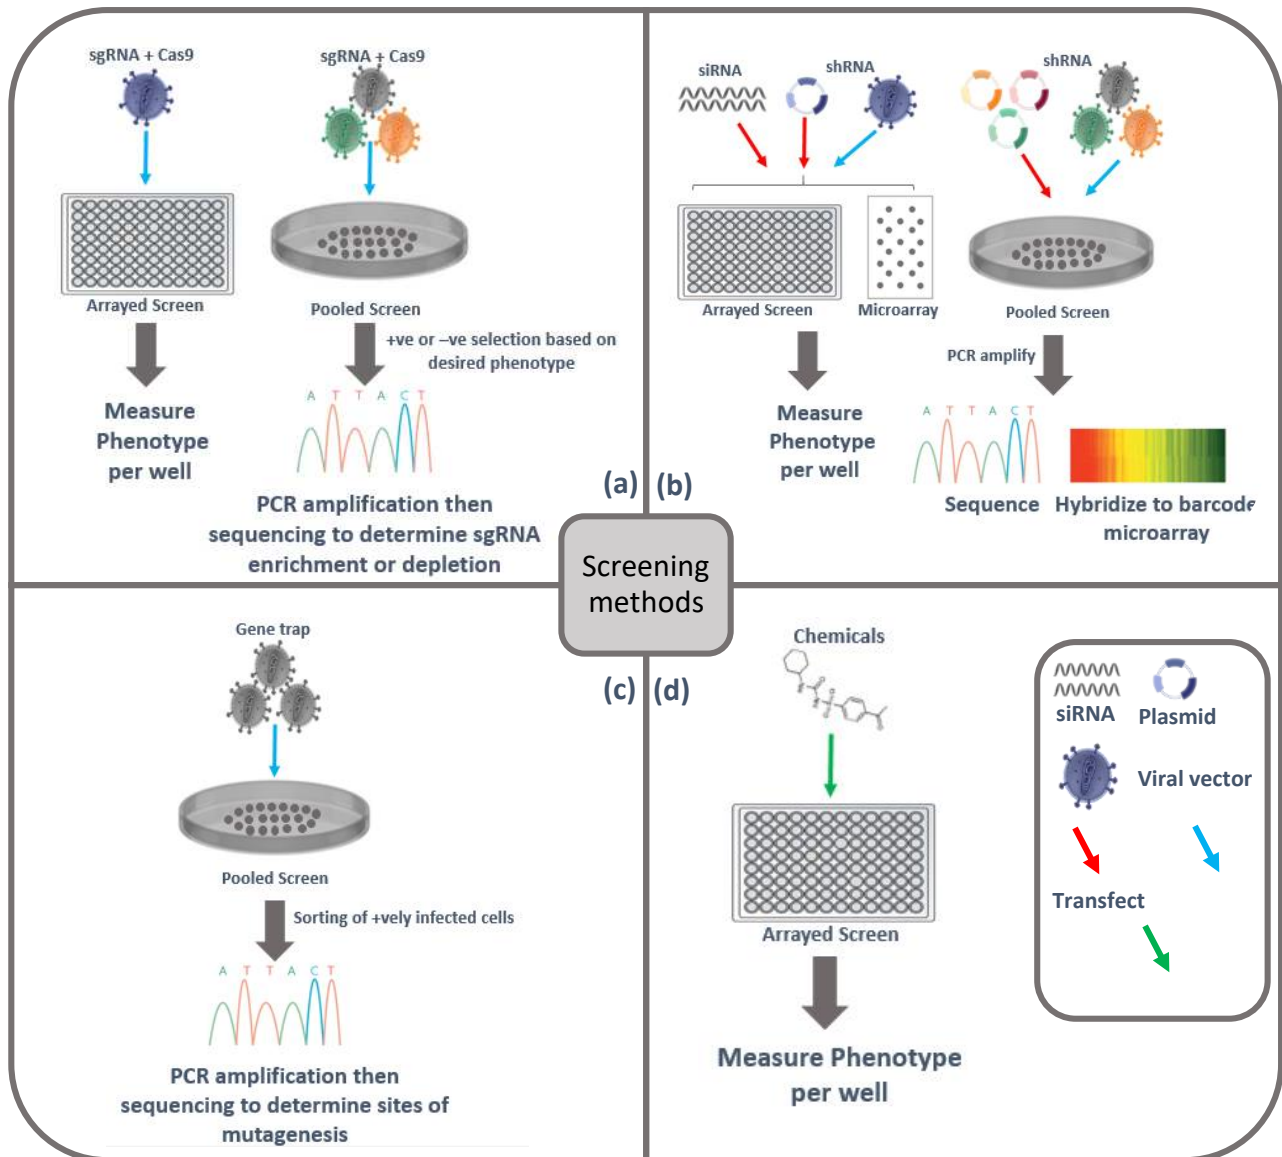 sgRNA + Cas9
sgRNA + Cas9
Arrayed Screen
Pooled Screen
+ve or –ve selection based on
desired phenotype
Measure
Phenotype
per well
A T T A C T
PCR amplification then
sequencing to determine sgRNA
enrichment or depletion
(a)
(b)
siRNA
shRNA
shRNA
Arrayed Screen
Microarray
Pooled Screen
PCR amplify
Measure
Phenotype
per well
A T T A C T
Sequence
Hybridize to barcode
microarray
Screening
methods
(c)
(d)
Gene trap
Pooled Screen
Sorting of +vely infected cells
A T T A C T
PCR amplification then
sequencing to determine sites of
mutagenesis
Chemicals
Arrayed Screen
Measure Phenotype
per well
siRNA
Plasmid
Viral vector
Transfect